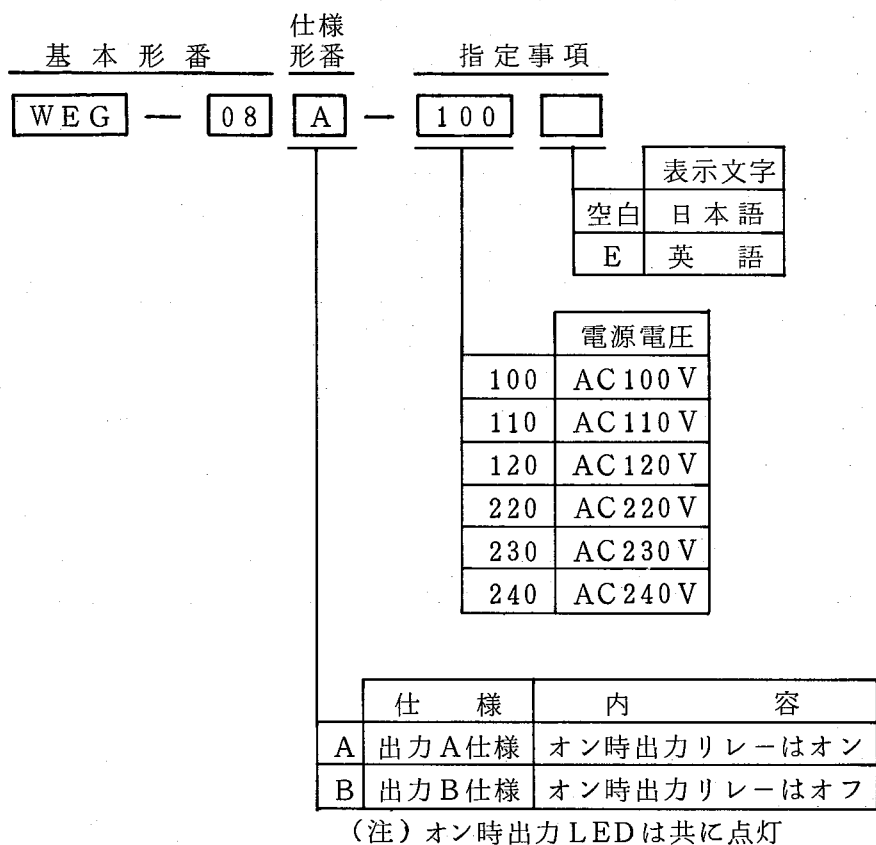 仕様
基本形番 形番 指定事項
WEG — 08 A — 100
表示文字
空白 日本語
E 英語
電源電圧
100 AC100V
110 AC110V
120 AC120V
220 AC220V
230 AC230V
240 AC240V
仕様 内容
A 出力A仕様 オン時出力リレーはオン
B 出力B仕様 オン時出力リレーはオフ
(注)オン時出力LEDは共に点灯